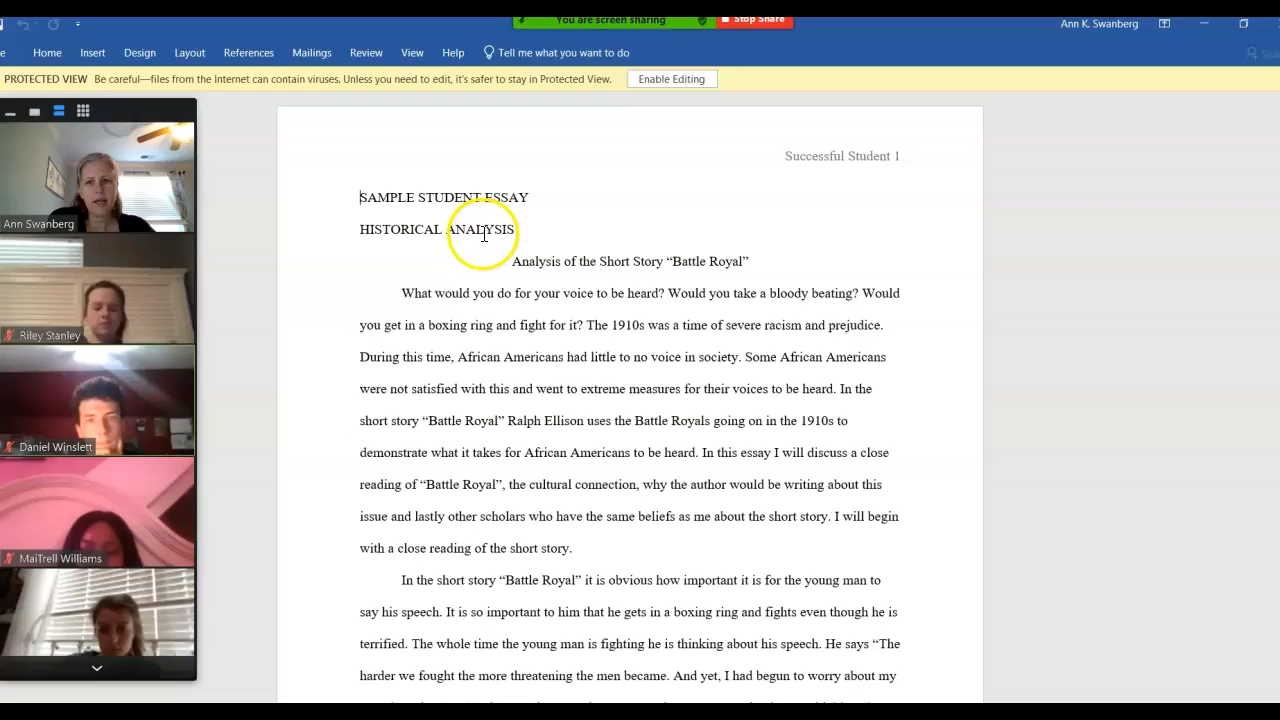 You are screen sharing
Stop Share
Ann K. Swanberg
Home Insert Design Layout References Mailings Review View Help Tell me what you want to do
PROTECTED VIEW Be careful—files from the Internet can contain viruses. Unless you need to edit, it's safer to stay in Protected View. Enable Editing
Ann Swanberg
Riley Stanley
Daniel Winslett
MaiTrell Williams
Successful Student 1
SAMPLE STUDENT ESSAY
HISTORICAL ANALYSIS
Analysis of the Short Story “Battle Royal”
What would you do for your voice to be heard? Would you take a bloody beating? Would
you get in a boxing ring and fight for it? The 1910s was a time of severe racism and prejudice.
During this time, African Americans had little to no voice in society. Some African Americans
were not satisfied with this and went to extreme measures for their voices to be heard. In the
short story “Battle Royal” Ralph Ellison uses the Battle Royals going on in the 1910s to
demonstrate what it takes for African Americans to be heard. In this essay I will discuss a close
reading of “Battle Royal”, the cultural connection, why the author would be writing about this
issue and lastly other scholars who have the same beliefs as me about the short story. I will begin
with a close reading of the short story.
In the short story “Battle Royal” it is obvious how important it is for the young man to
say his speech. It is so important to him that he gets in a boxing ring and fights even though he is
terrified. The whole time the young man is fighting he is thinking about his speech. He says “The
harder we fought the more threatening the men became. And yet, I had begun to worry about my